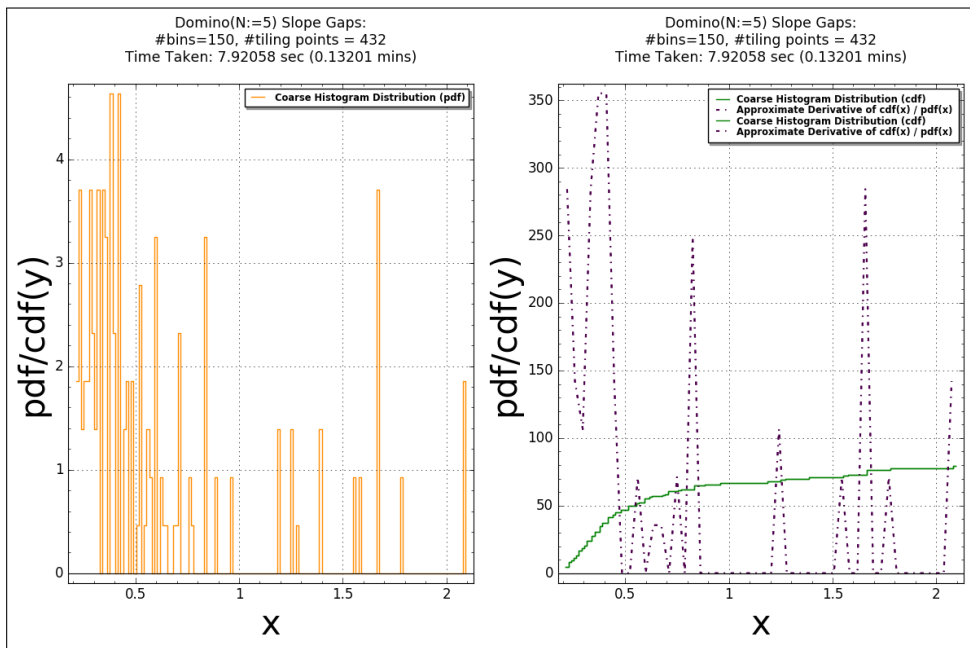 Domino(N:=5) Slope Gaps:
#bins=150, #tiling points = 432
Time Taken: 7.92058 sec (0.13201 mins)
Coarse Histogram Distribution (pdf)
pdf/cdf(y)
4
3
2
1
0
0.5
1
1.5
2
x
Domino(N:=5) Slope Gaps:
#bins=150, #tiling points = 432
Time Taken: 7.92058 sec (0.13201 mins)
Coarse Histogram Distribution (cdf)
Approximate Derivative of cdf(x) / pdf(x)
Coarse Histogram Distribution (cdf)
Approximate Derivative of cdf(x) / pdf(x)
pdf/cdf(y)
350
300
250
200
150
100
50
0
0.5
1
1.5
2
x